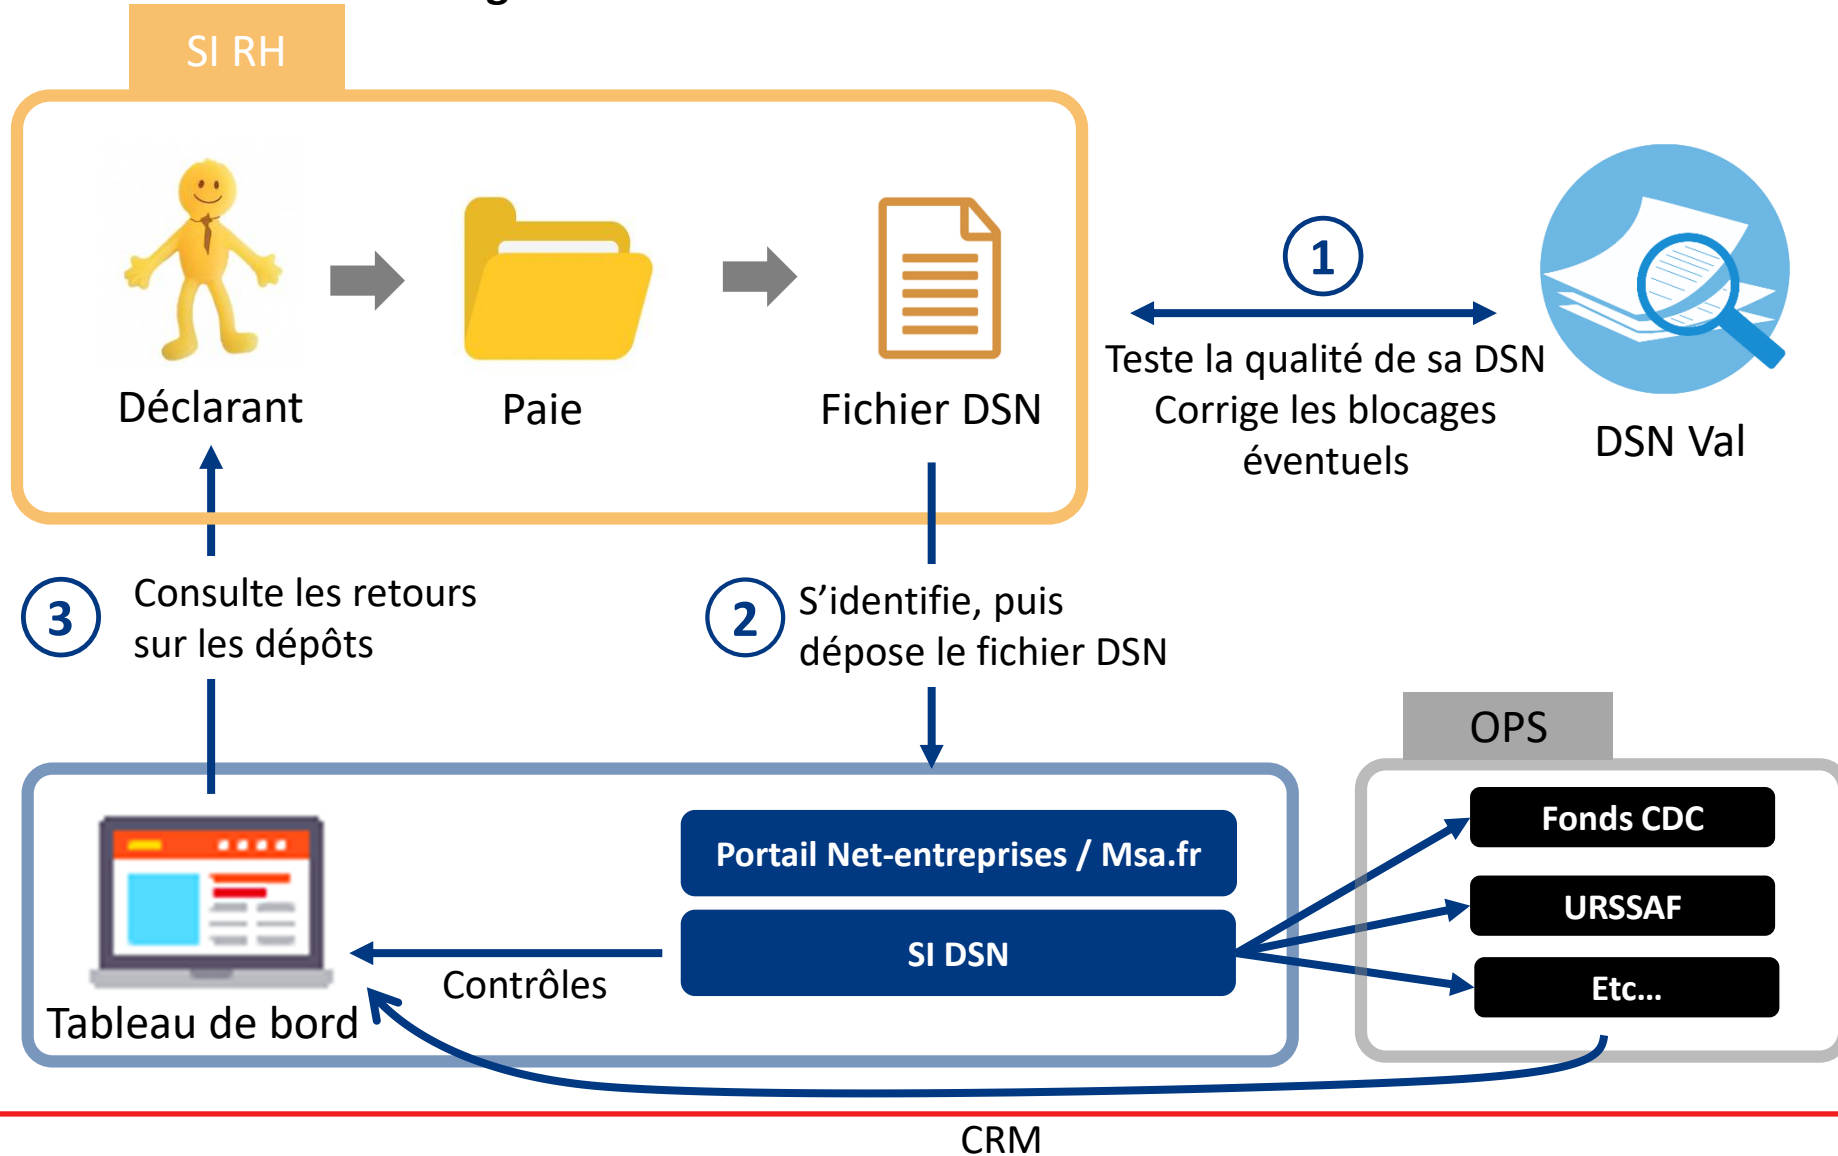 SI RH
Déclarant
Paie
Fichier DSN
1
Teste la qualité de sa DSN
Corrige les blocages
éventuels
DSN Val
3
Consulte les retours
sur les dépôts
2
S’identifie, puis
dépose le fichier DSN
OPS
Portail Net-entreprises / Msa.fr
SI DSN
Contrôles
Tableau de bord
Fonds CDC
URSSAF
Etc…
CRM